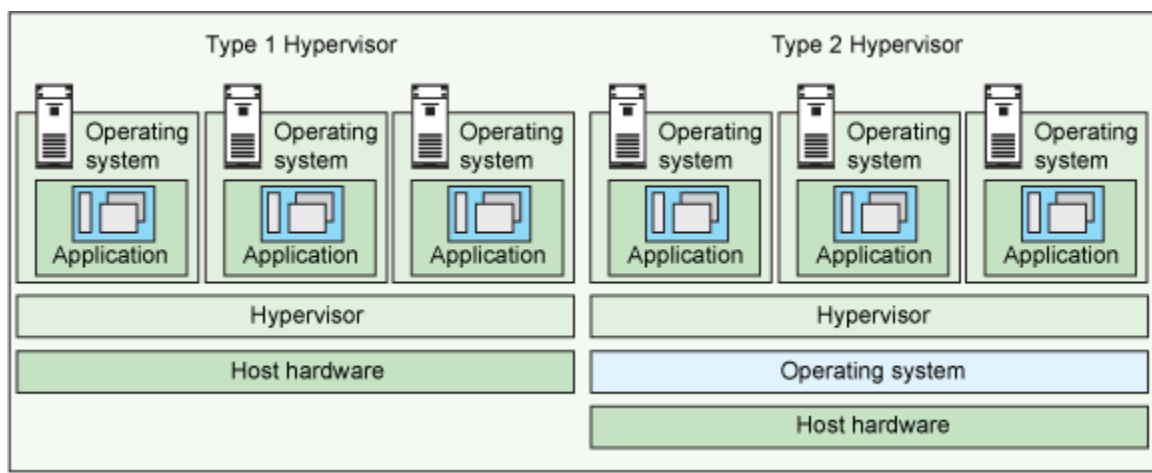 Type 1 Hypervisor
Operating
system
Application
Operating
system
Application
Operating
system
Application
Hypervisor
Host hardware
Type 2 Hypervisor
Operating
system
Application
Operating
system
Application
Operating
system
Application
Hypervisor
Operating system
Host hardware